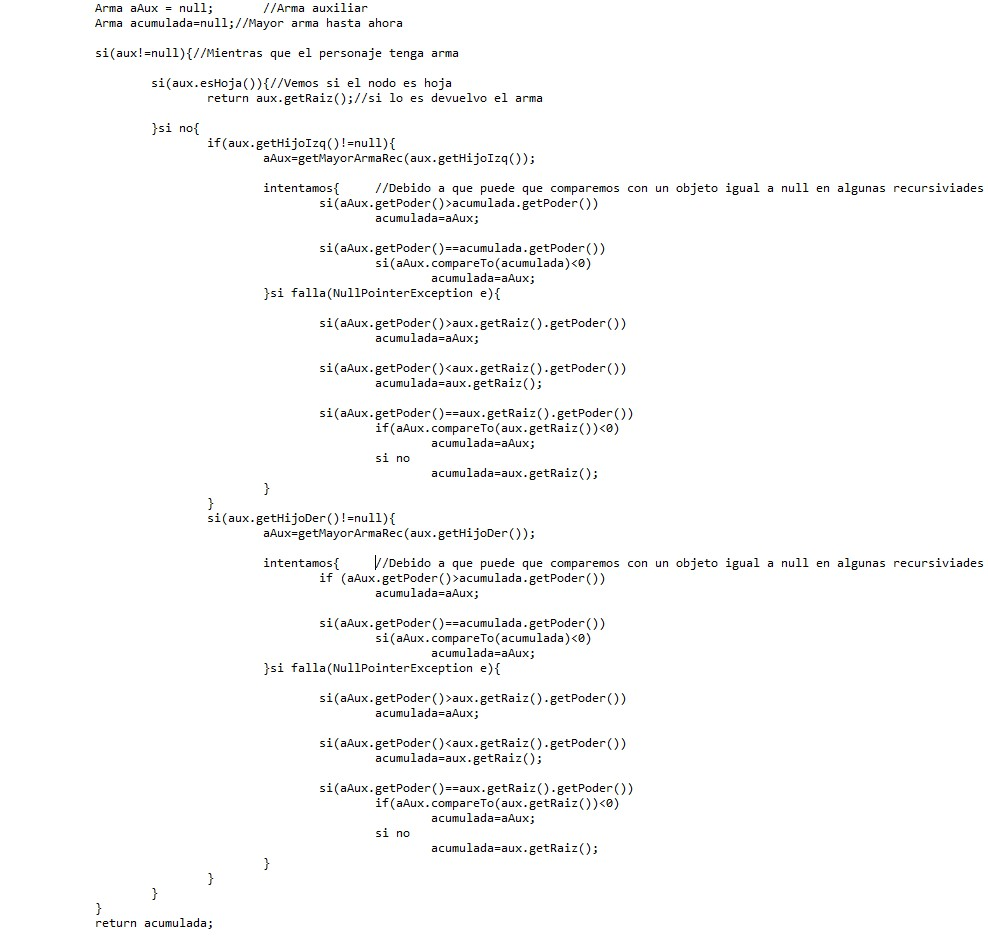 Arma aAux = null;       //Arma auxiliar
Arma acumulada=null;//Mayor arma hasta ahora
si(aux!=null){//Mientras que el personaje tenga arma
si(aux.esHoja()){//Vemos si el nodo es hoja
return aux.getRaiz();//si lo es devuelvo el arma
}si no{
if(aux.getHijoIzq()!=null){
aAux=getMayorArmaRec(aux.getHijoIzq());
intentamos{     //Debido a que puede que comparemos con un objeto igual a null en algunas recursiviades
si(aAux.getPoder()>acumulada.getPoder())
acumulada=aAux;
si(aAux.getPoder()==acumulada.getPoder())
si(aAux.compareTo(acumulada)<0)
acumulada=aAux;
}si falla(NullPointerException e){
si(aAux.getPoder()>aux.getRaiz().getPoder())
acumulada=aAux;
si(aAux.getPoder()<aux.getRaiz().getPoder())
acumulada=aux.getRaiz();
si(aAux.getPoder()==aux.getRaiz().getPoder())
if(aAux.compareTo(aux.getRaiz())<0)
acumulada=aAux;
si no
acumulada=aux.getRaiz();
}
}
si(aux.getHijoDer()!=null){
aAux=getMayorArmaRec(aux.getHijoDer());
intentamos{     //Debido a que puede que comparemos con un objeto igual a null en algunas recursiviades
if (aAux.getPoder()>acumulada.getPoder())
acumulada=aAux;
si(aAux.getPoder()==acumulada.getPoder())
si(aAux.compareTo(acumulada)<0)
acumulada=aAux;
}si falla(NullPointerException e){
si(aAux.getPoder()>aux.getRaiz().getPoder())
acumulada=aAux;
si(aAux.getPoder()<aux.getRaiz().getPoder())
acumulada=aux.getRaiz();
si(aAux.getPoder()==aux.getRaiz().getPoder())
if(aAux.compareTo(aux.getRaiz())<0)
acumulada=aAux;
si no
acumulada=aux.getRaiz();
}
}
}
}
return acumulada;